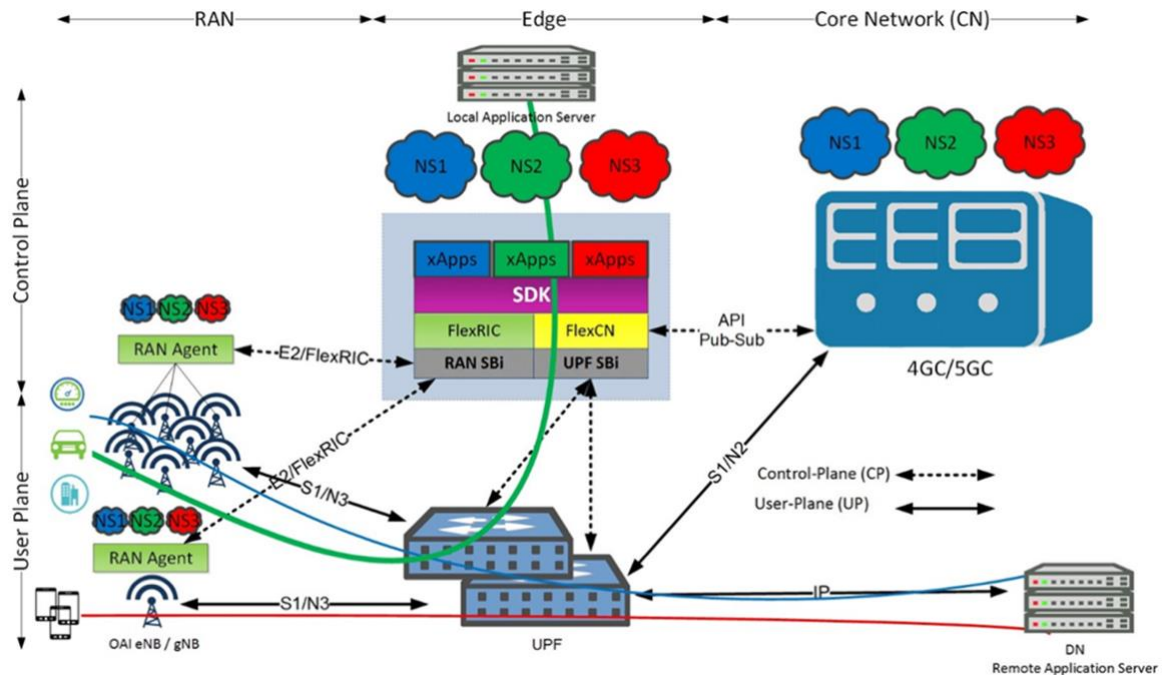 RAN
Edge
Core Network (CN)
Local Application Server
NS1
NS2
NS3
NS1
NS2
NS3
xApps
xApps
xApps
SDK
FlexRIC
FlexCN
RAN SBi
UPF SBi
API
Pub-Sub
4GC/5GC
Control Plane
NS1
NS2
NS3
RAN Agent
E2/FlexRIC
E2/FlexRIC
S1/N3
S1/N2
Control-Plane (CP)
User-Plane (UP)
User Plane
NS1
NS2
NS3
RAN Agent
S1/N3
IP
OAI eNB / gNB
UPF
DN
Remote Application Server